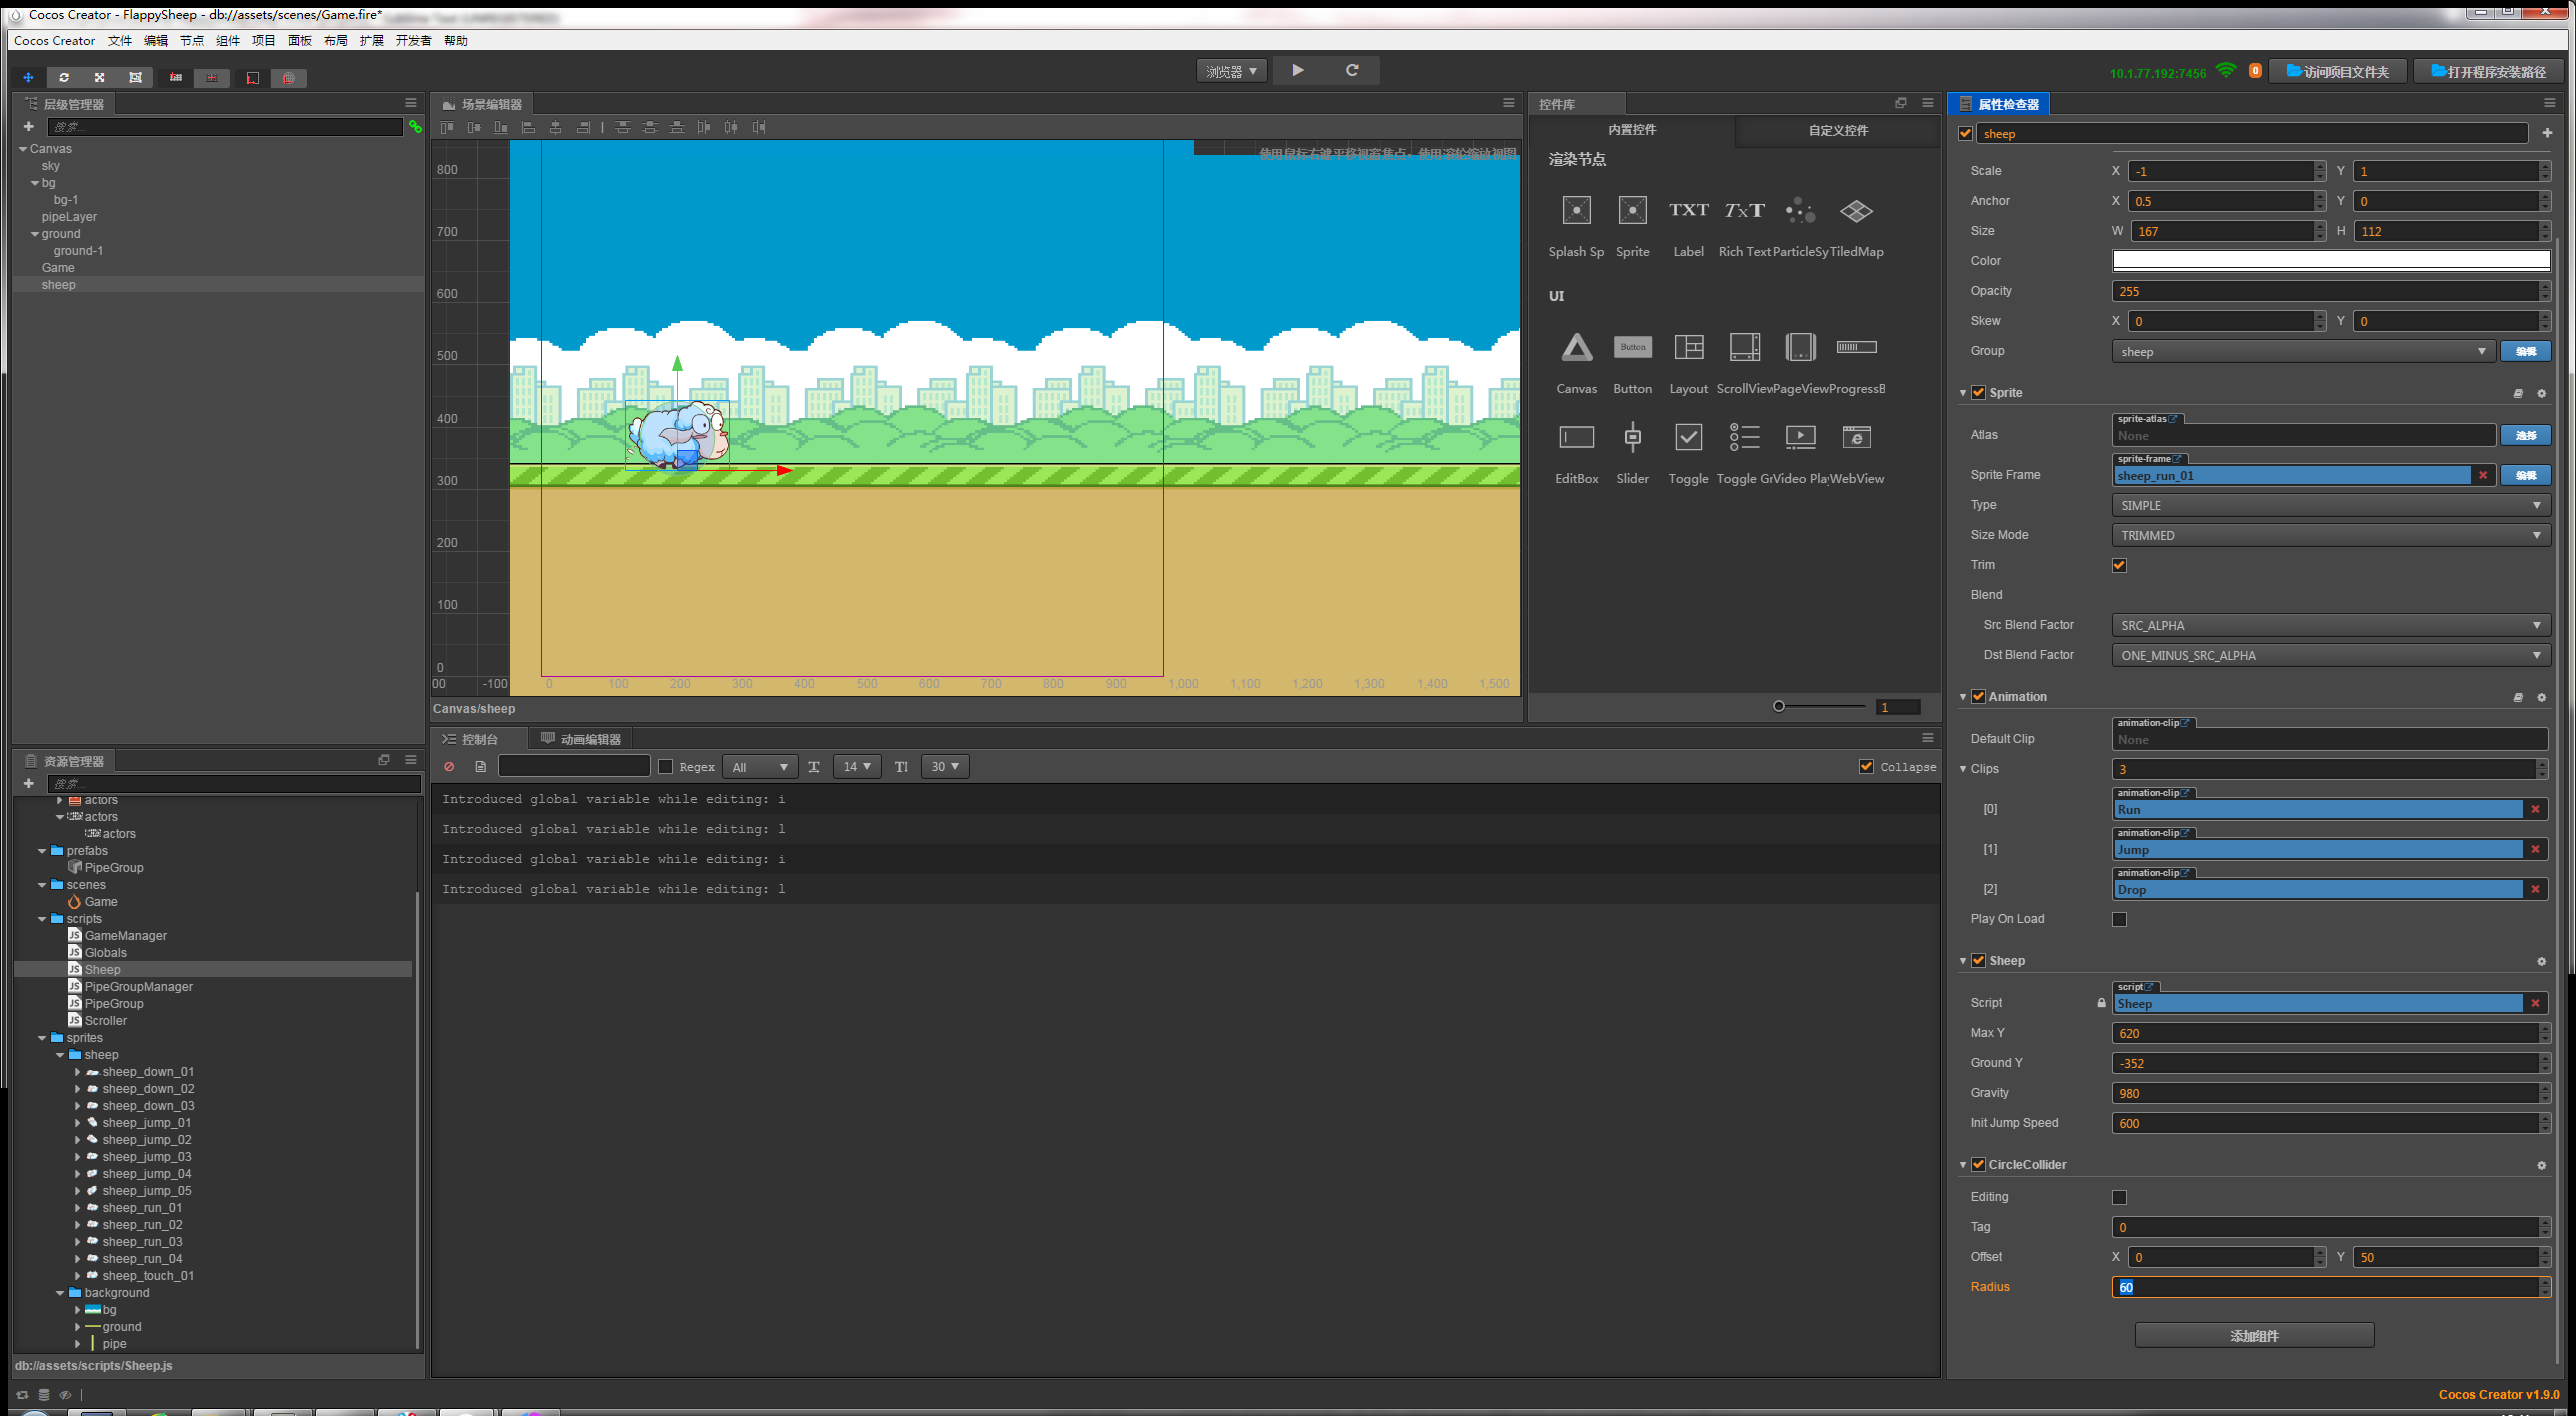 Cocos Creator - FlappySheep - db://assets/scenes/Game.fire*
Cocos Creator 文件 编辑 节点 组件 项目 面板 布局 扩展 开发者 帮助
浏览器
10.1.77.192:7456
0
访问项目文件夹
打开程序安装路径
层级管理器
搜索...
Canvas
sky
bg
bg-1
pipeLayer
ground
ground-1
Game
sheep
场景编辑器
使用鼠标右键平移视窗焦点，使用滚轮缩放视图
800
700
600
500
400
300
200
100
0
00 -100 0 100 200 300 400 500 600 700 800 900 1,000 1,100 1,200 1,300 1,400 1,500
Canvas/sheep
控件库
内置控件 自定义控件
渲染节点
TXT TXT
Splash Sp Sprite Label Rich Text ParticleSy TiledMap
UI
Button
Canvas Button Layout ScrollView PageView ProgressB
EditBox Slider Toggle Toggle Gr Video Pla WebView
1
资源管理器
搜索...
actors
actors
actors
prefabs
PipeGroup
scenes
Game
scripts
JS GameManager
JS Globals
JS Sheep
JS PipeGroupManager
JS PipeGroup
JS Scroller
sprites
sheep
sheep_down_01
sheep_down_02
sheep_down_03
sheep_jump_01
sheep_jump_02
sheep_jump_03
sheep_jump_04
sheep_jump_05
sheep_run_01
sheep_run_02
sheep_run_03
sheep_run_04
sheep_touch_01
background
bg
ground
pipe
db://assets/scripts/Sheep.js
控制台 动画编辑器
Regex All 14 30 Collapse
Introduced global variable while editing: i
Introduced global variable while editing: l
Introduced global variable while editing: i
Introduced global variable while editing: l
属性检查器
sheep
Scale X -1 Y 1
Anchor X 0.5 Y 0
Size W 167 H 112
Color
Opacity 255
Skew X 0 Y 0
Group sheep 编辑
Sprite
sprite-atlas
Atlas None 选择
sprite-frame
Sprite Frame sheep_run_01 编辑
Type SIMPLE
Size Mode TRIMMED
Trim
Blend
Src Blend Factor SRC_ALPHA
Dst Blend Factor ONE_MINUS_SRC_ALPHA
Animation
animation-clip
Default Clip None
Clips 3
animation-clip
[0] Run
animation-clip
[1] Jump
animation-clip
[2] Drop
Play On Load
Sheep
script
Script Sheep
Max Y 620
Ground Y -352
Gravity 980
Init Jump Speed 600
CircleCollider
Editing
Tag 0
Offset X 0 Y 50
Radius 60
添加组件
Cocos Creator v1.9.0